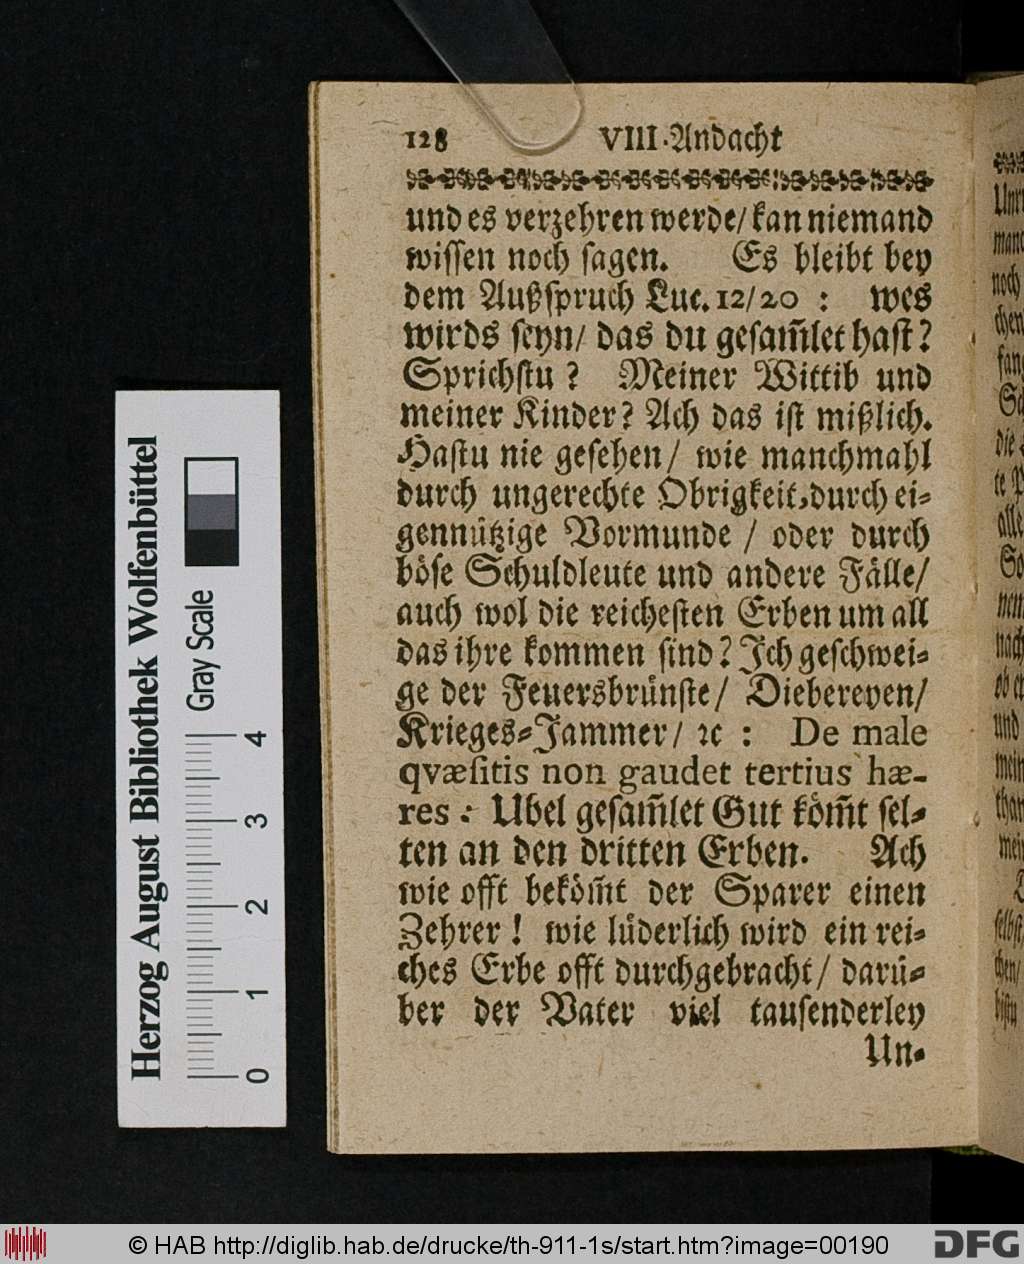 128 VIII. Andacht
und es verzehren werde/ kan niemand
wissen noch sagen. Es bleibt bey
dem Außspruch Luc. 12/20 : wes
wirds seyn/ das du gesam̃let hast?
Sprichstu ? Meiner Wittib und
meiner Kinder? Ach das ist mißlich.
Hastu nie gesehen/ wie manchmahl
durch ungerechte Obrigkeit, durch ei-
gennützige Vormunde / oder durch
böse Schuldleute und andere Fälle/
auch wol die reichesten Erben um all
das ihre kommen sind? Ich geschwei-
ge der Feuersbrünste/ Diebereyen/
Krieges-Jammer/ ꝛc : De male
qvæsitis non gaudet tertius hæ-
res : Ubel gesam̃let Gut köm̃t sel-
ten an den dritten Erben. Ach
wie offt beköm̃t der Sparer einen
Zehrer ! wie lüderlich wird ein rei-
ches Erbe offt durchgebracht/ darü-
ber der Vater viel tausenderley
Un-
Herzog August Bibliothek Wolfenbüttel
Gray Scale
0 1 2 3 4
© HAB http://diglib.hab.de/drucke/th-911-1s/start.htm?image=00190
DFG